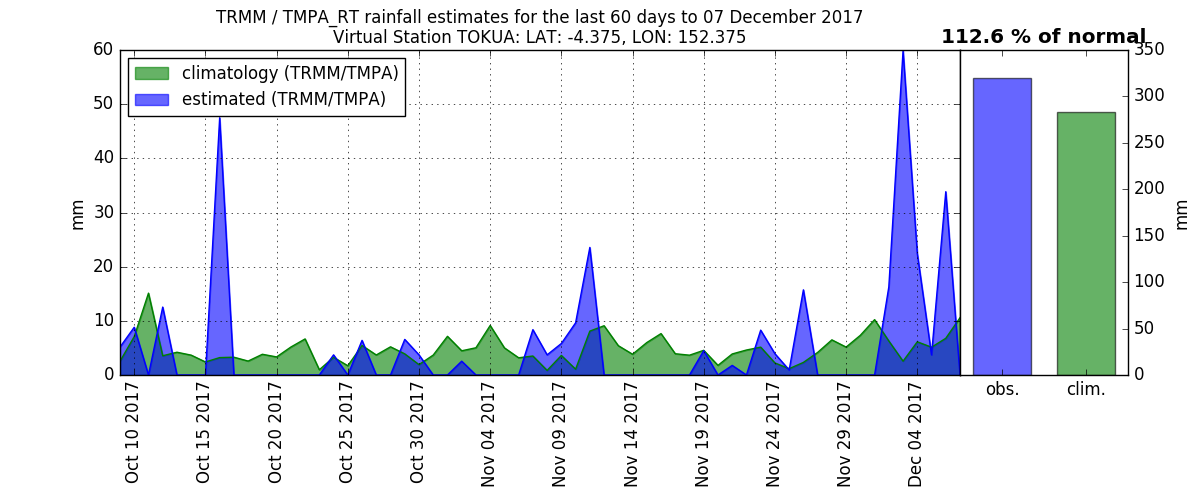 TRMM / TMPA_RT rainfall estimates for the last 60 days to 07 December 2017
Virtual Station TOKUA: LAT: -4.375, LON: 152.375
112.6 % of normal
climatology (TRMM/TMPA)
estimated (TRMM/TMPA)
mm
60
50
40
30
20
10
0
Oct 10 2017
Oct 15 2017
Oct 20 2017
Oct 25 2017
Oct 30 2017
Nov 04 2017
Nov 09 2017
Nov 14 2017
Nov 19 2017
Nov 24 2017
Nov 29 2017
Dec 04 2017
obs.
clim.
350
300
250
200
150
100
50
0
mm